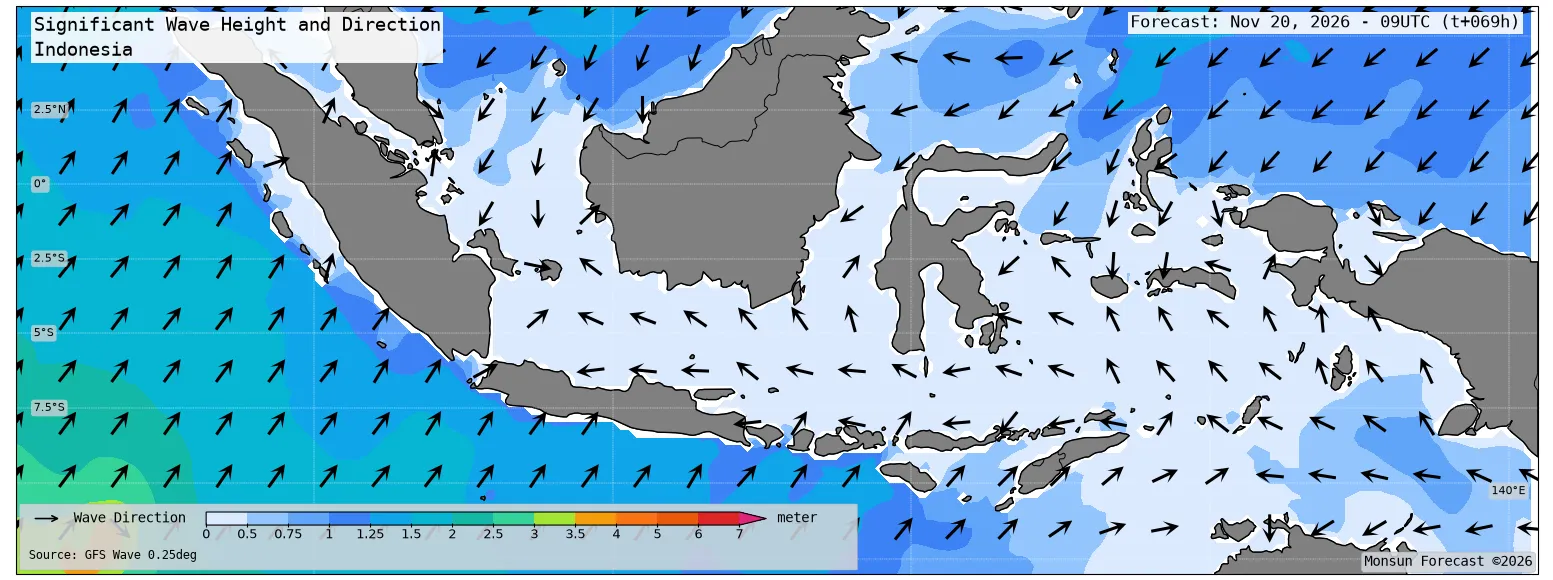 Significant Wave Height and Direction
Indonesia
Forecast: Nov 20, 2026 - 09UTC (t+069h)
2.5°N
0°
2.5°S
5°S
7.5°S
140°E
Wave Direction
0 0.5 0.75 1 1.25 1.5 2 2.5 3 3.5 4 5 6 7
meter
Source: GFS Wave 0.25deg
Monsun Forecast ©2026